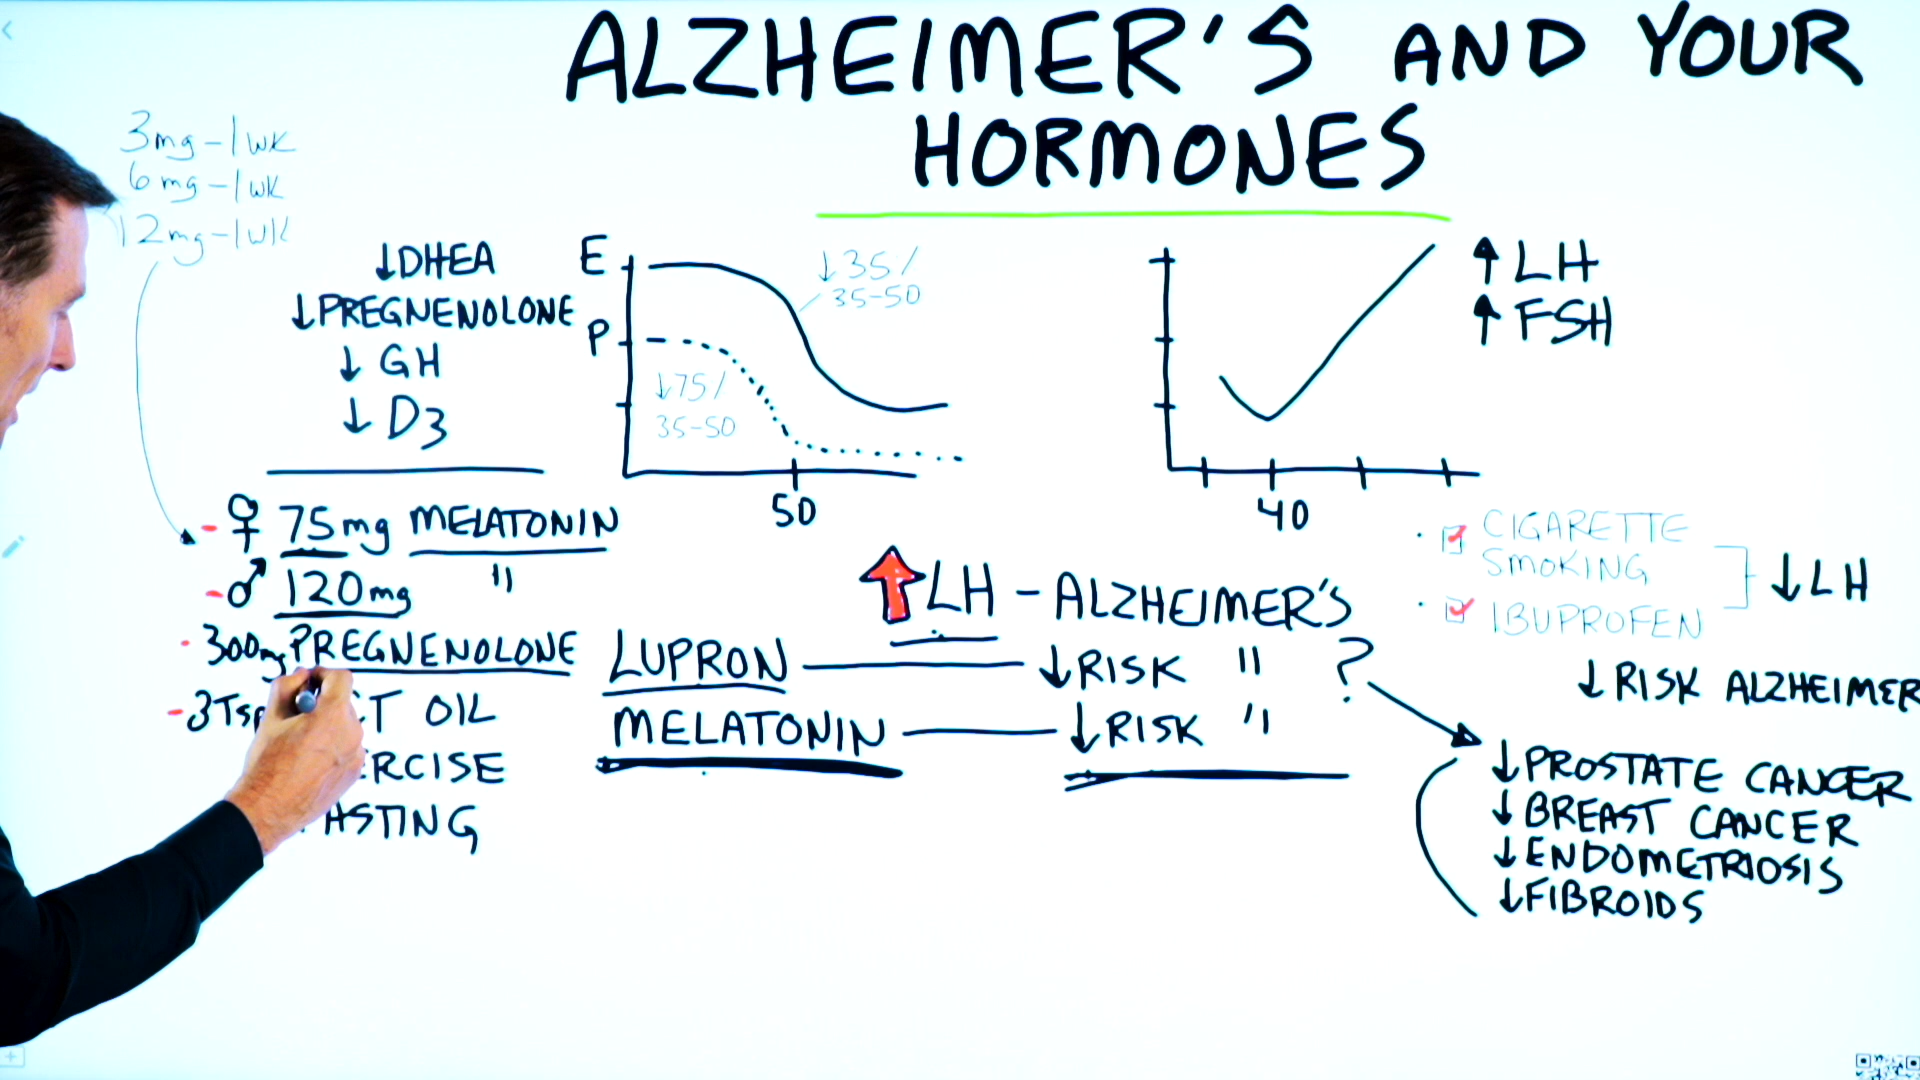 ALZHEIMER'S AND YOUR
HORMONES
3mg-1wk
6mg-1wk
12mg-1wk
↓DHEA
↓PREGNENOLONE
↓ GH
↓ D3
E
P
↓35/
35-50
↓75/
35-50
50
↑LH
↑FSH
40
- ♀ 75mg MELATONIN
- ♂ 120mg "
- 300mg PREGNENOLONE
- 3Tsp CT OIL
ERCISE
ASTING
↑LH - ALZHEIMER'S
LUPRON — ↓RISK " ?
MELATONIN — ↓RISK "
· CIGARETTE
SMOKING
· IBUPROFEN
↓LH
↓RISK ALZHEIMER
↓PROSTATE CANCER
↓BREAST CANCER
↓ENDOMETRIOSIS
↓FIBROIDS